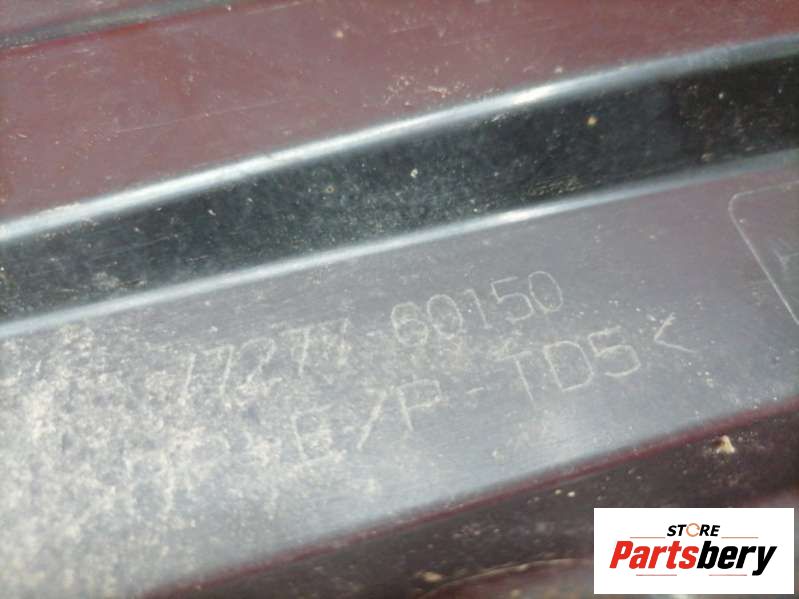 17277-60150
E/P-TD5<
STORE
Partsbery